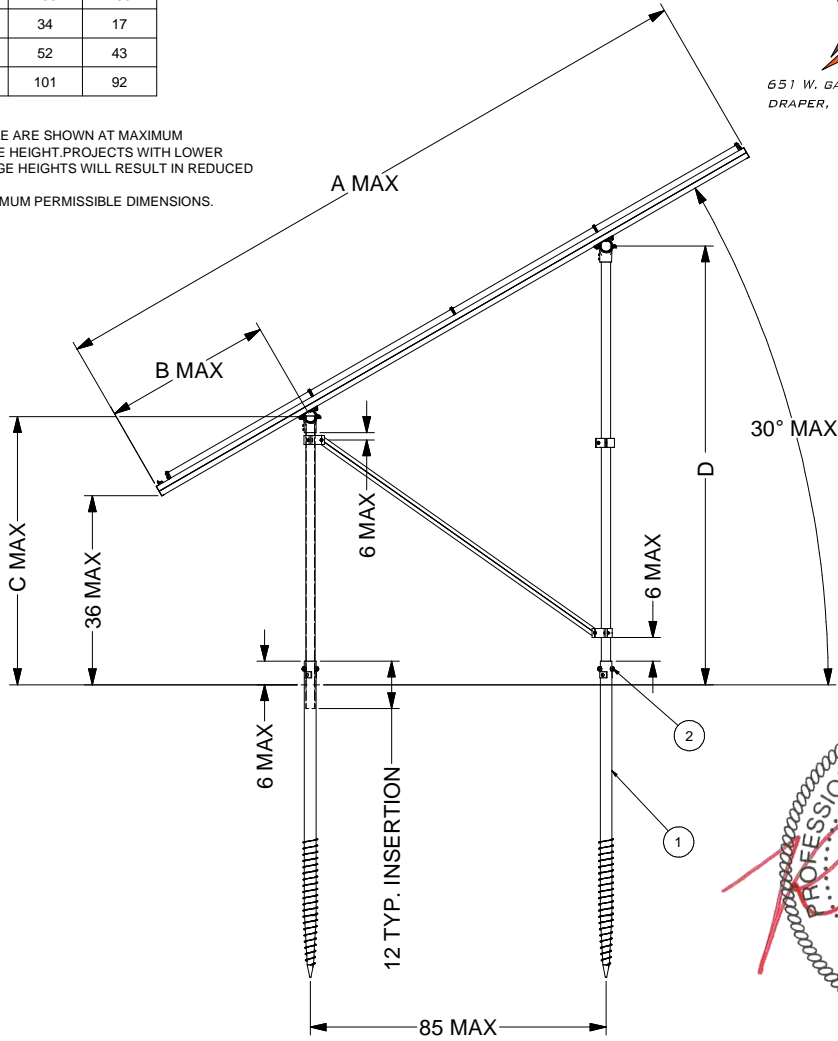 34 17
52 43
101 92
E ARE SHOWN AT MAXIMUM
E HEIGHT.PROJECTS WITH LOWER
GE HEIGHTS WILL RESULT IN REDUCED
MUM PERMISSIBLE DIMENSIONS.
651 W. GA
DRAPER,
A MAX
B MAX
C MAX
36 MAX
6 MAX
D
30° MAX
6 MAX
6 MAX
12 TYP. INSERTION
2
1
85 MAX
PROFESSIO